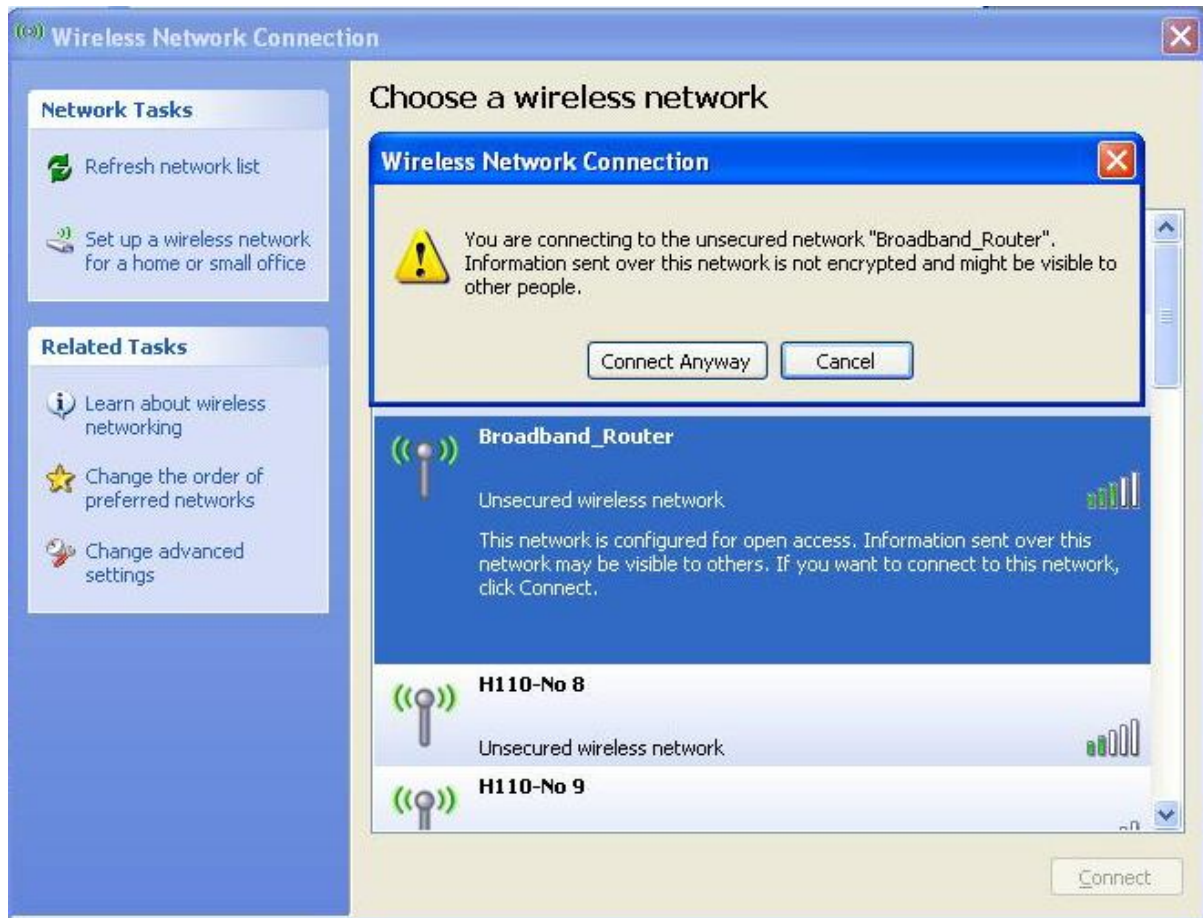 Wireless Network Connection
Network Tasks
Refresh network list
Set up a wireless network
for a home or small office
Related Tasks
Learn about wireless
networking
Change the order of
preferred networks
Change advanced
settings
Choose a wireless network
Wireless Network Connection
You are connecting to the unsecured network "Broadband_Router".
Information sent over this network is not encrypted and might be visible to
other people.
Connect Anyway
Cancel
Broadband_Router
Unsecured wireless network
This network is configured for open access. Information sent over this
network may be visible to others. If you want to connect to this network,
click Connect.
H110-No 8
Unsecured wireless network
H110-No 9
Connect